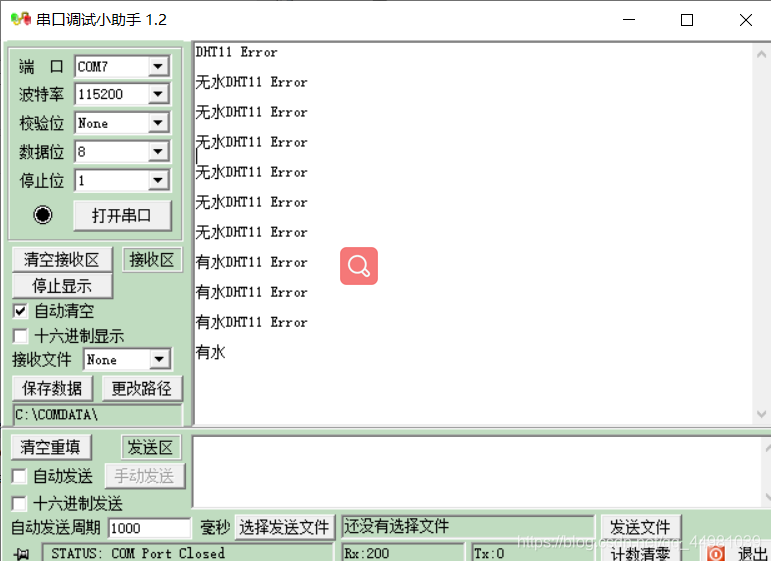 串口调试小助手 1.2
端 口 COM7
波特率 115200
校验位 None
数据位 8
停止位 1
打开串口
清空接收区 接收区
停止显示
自动清空
十六进制显示
接收文件 None
保存数据 更改路径
C:\COMDATA\
DHT11 Error
无水DHT11 Error
无水DHT11 Error
无水DHT11 Error
无水DHT11 Error
无水DHT11 Error
无水DHT11 Error
有水DHT11 Error
有水DHT11 Error
有水DHT11 Error
有水
清空重填 发送区
自动发送 手动发送
十六进制发送
自动发送周期 1000 毫秒 选择发送文件 还没有选择文件 发送文件
STATUS: COM Port Closed Rx:200 Tx:0 计数清零 退出